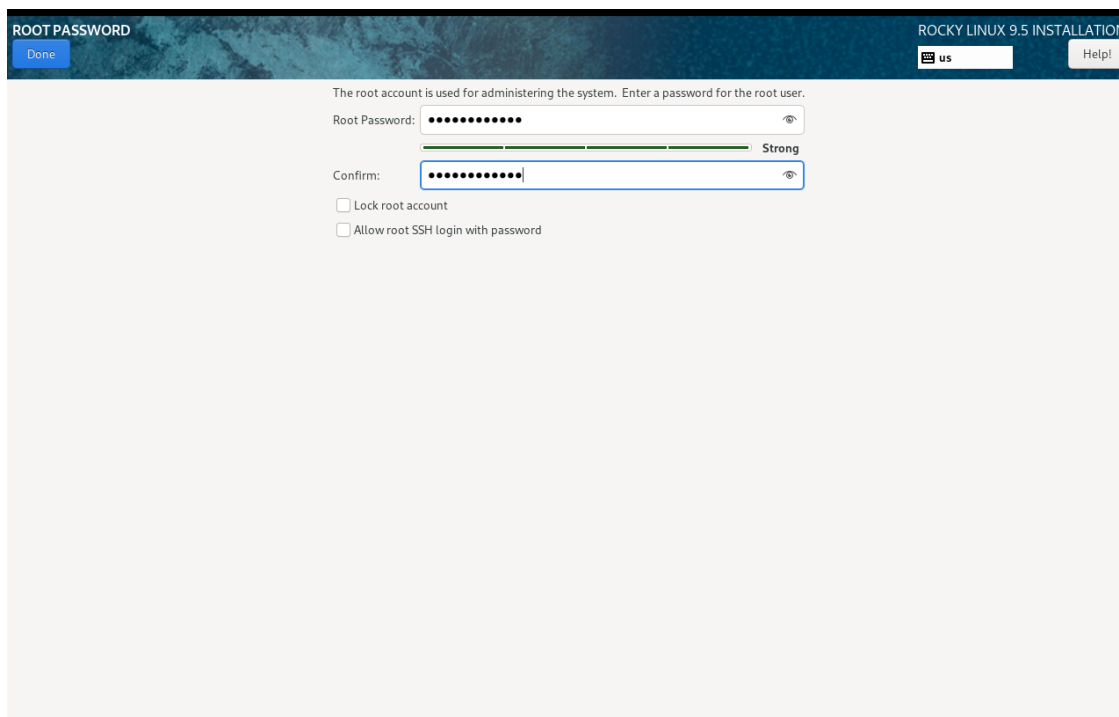 ROOT PASSWORD
ROCKY LINUX 9.5 INSTALLATION
Done
us
Help!
The root account is used for administering the system. Enter a password for the root user.
Root Password: ●●●●●●●●●●●●
Strong
Confirm: ●●●●●●●●●●●●
Lock root account
Allow root SSH login with password